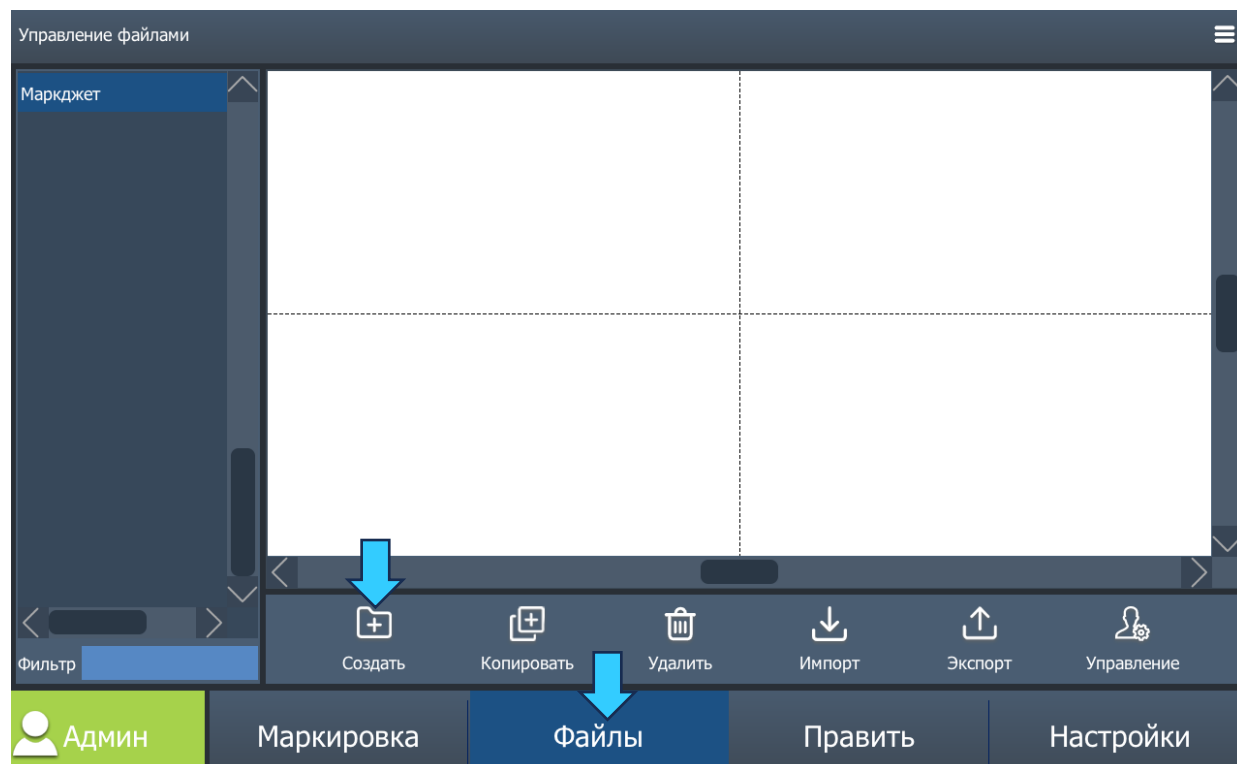 Управление файлами
Маркджет
Фильтр
Создать
Копировать
Удалить
Импорт
Экспорт
Управление
Админ
Маркировка
Файлы
Править
Настройки